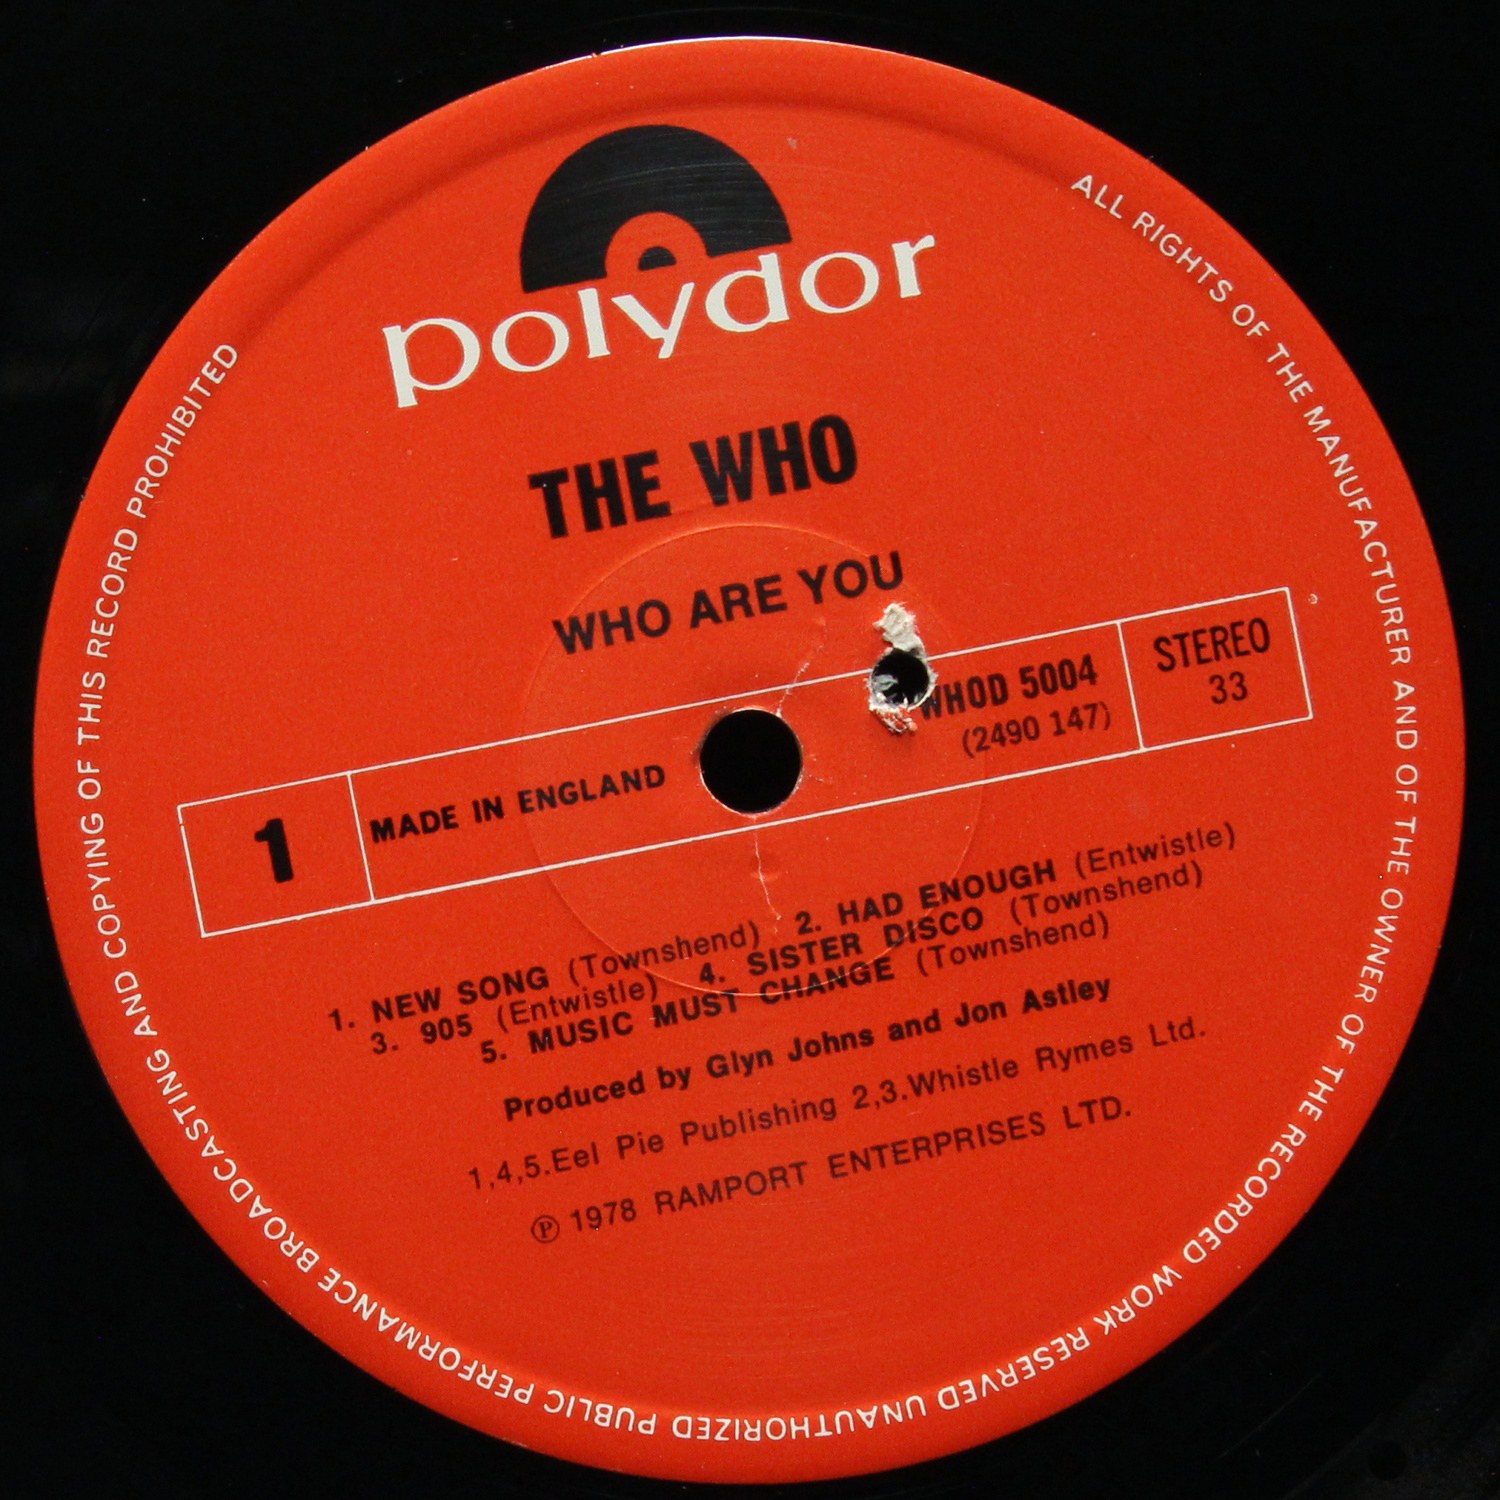 polydor
THE WHO
WHO ARE YOU
WHOD 5004
(2490 147)
STEREO
33
1
MADE IN ENGLAND
1. NEW SONG (Townshend) 2. HAD ENOUGH (Entwistle)
3. 905 (Entwistle) 4. SISTER DISCO (Townshend)
5. MUSIC MUST CHANGE (Townshend)
Produced by Glyn Johns and Jon Astley
1,4,5.Eel Pie Publishing 2,3.Whistle Rymes Ltd.
℗ 1978 RAMPORT ENTERPRISES LTD.
ALL RIGHTS OF THE MANUFACTURER AND OF THE OWNER OF THE RECORDED WORK RESERVED UNAUTHORIZED PUBLIC PERFORMANCE BROADCASTING AND COPYING OF THIS RECORD PROHIBITED